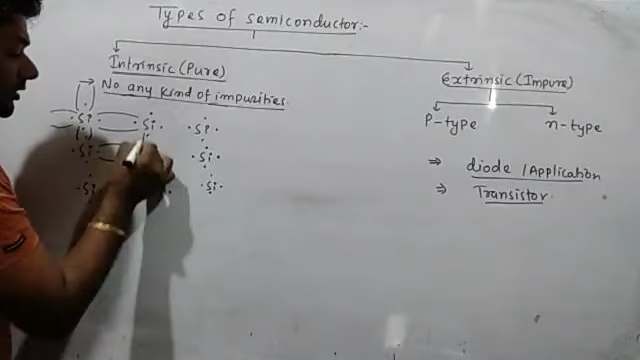 Types of semiconductor:-
Intrinsic (Pure)
→ No any kind of impurities.
Si Si Si
Si Si
Si Si
Extrinsic (Impure)
P-type n-type
⇒ diode /Application
⇒ Transistor.